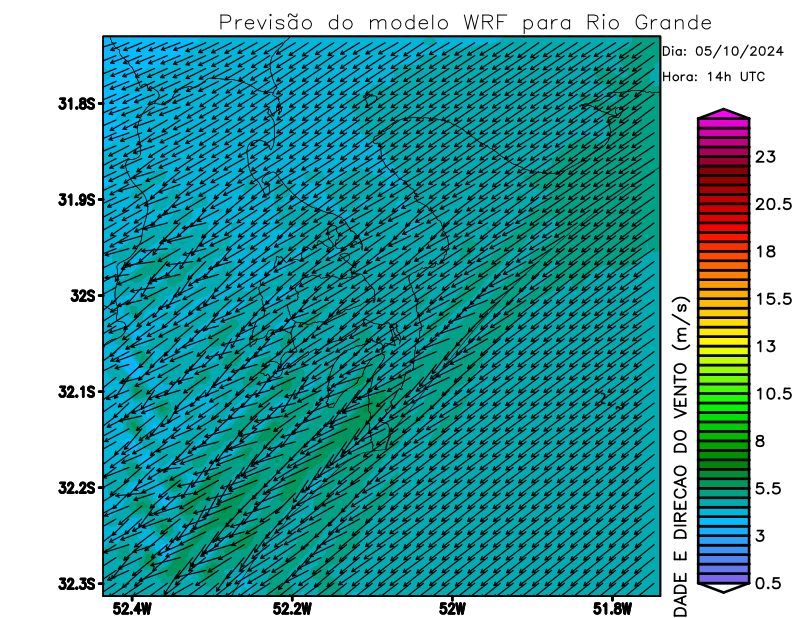 Previsão do modelo WRF para Rio Grande
Dia: 05/10/2024
Hora: 14h UTC
31.8S
31.9S
32S
32.1S
32.2S
32.3S
52.4W
52.2W
52W
51.8W
23
20.5
18
15.5
13
10.5
8
5.5
3
0.5
DADE E DIRECAO DO VENTO (m/s)